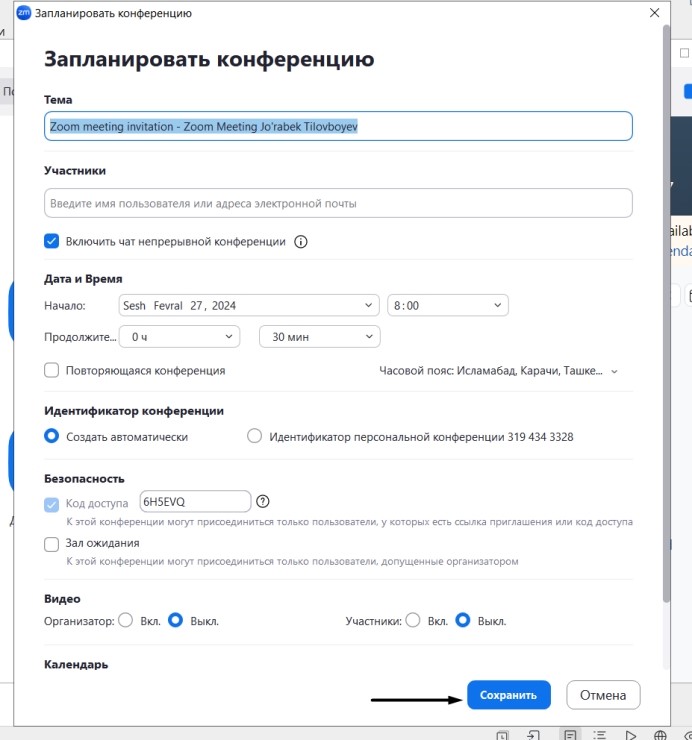 zm Запланировать конференцию
Запланировать конференцию
Тема
Zoom meeting invitation - Zoom Meeting Jo'rabek Tilovboyev
Участники
Введите имя пользователя или адреса электронной почты
Включить чат непрерывной конференции
Дата и Время
Начало: Sesh Fevral 27, 2024 8:00
Продолжите... 0 ч 30 мин
Повторяющаяся конференция Часовой пояс: Исламабад, Карачи, Ташке...
Идентификатор конференции
Создать автоматически Идентификатор персональной конференции 319 434 3328
Безопасность
Код доступа 6H5EVQ
К этой конференции могут присоединиться только пользователи, у которых есть ссылка приглашения или код доступа
Зал ожидания
К этой конференции могут присоединиться только пользователи, допущенные организатором
Видео
Организатор: Вкл. Выкл. Участники: Вкл. Выкл.
Календарь
Сохранить Отмена